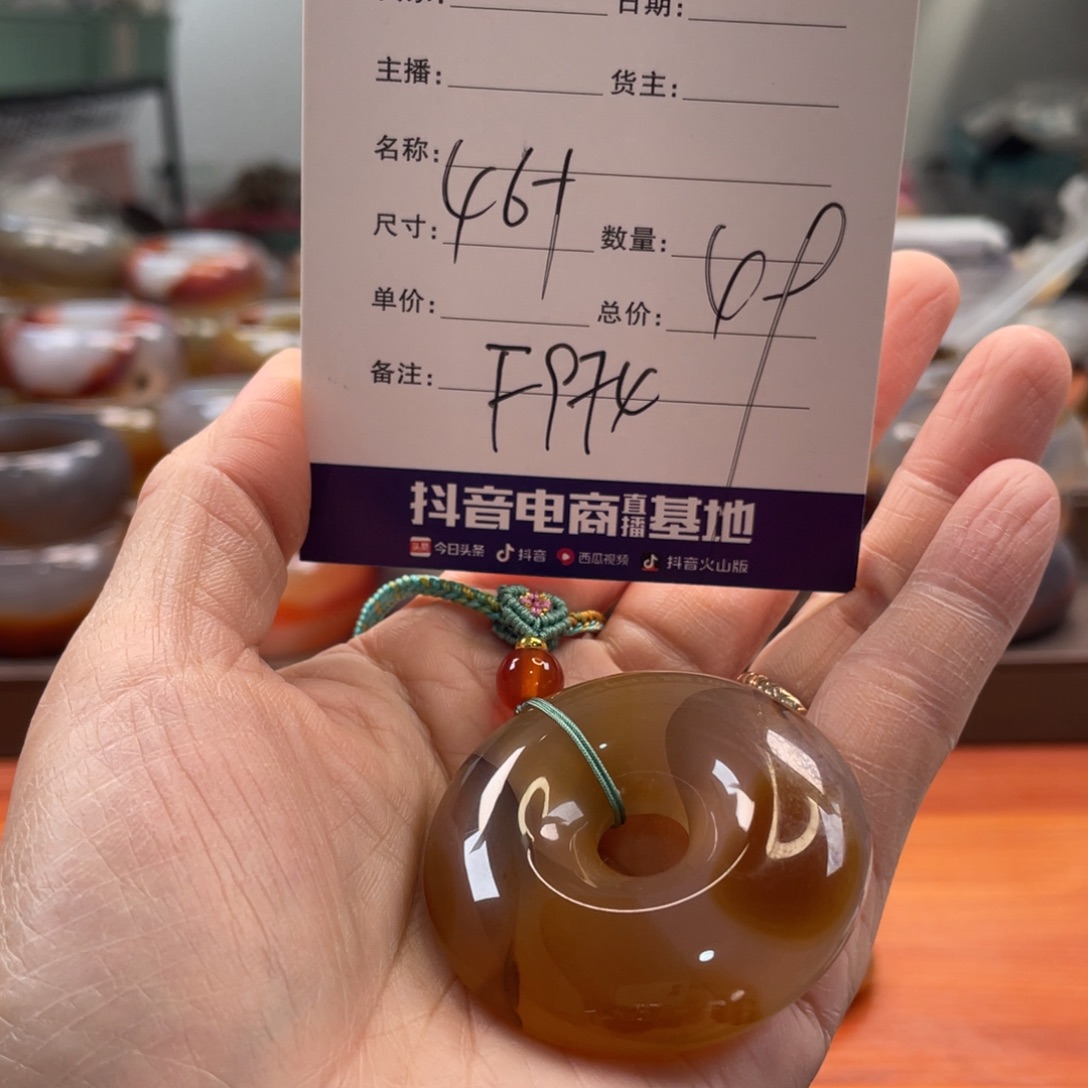 日期:
主播: 货主:
名称:
46+
尺寸: 数量:
单价: 总价:
备注: F974
抖音电商直播基地
头条 今日头条 抖音 西瓜视频 抖音火山版